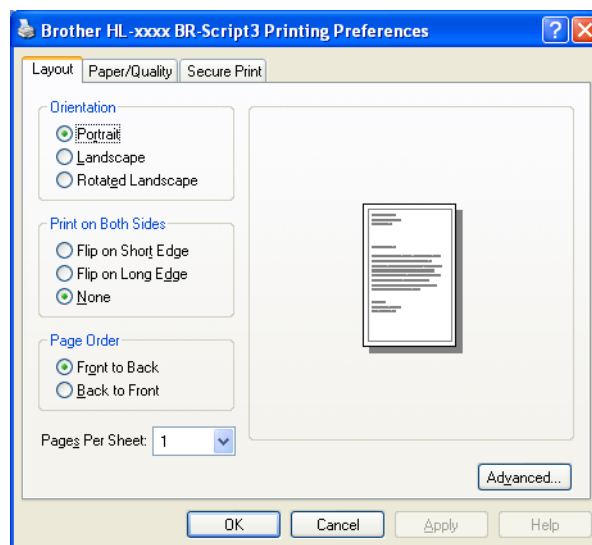 Brother HL-xxxx BR-Script3 Printing Preferences
Layout Paper/Quality Secure Print
Orientation
Portrait
Landscape
Rotated Landscape
Print on Both Sides
Flip on Short Edge
Flip on Long Edge
None
Page Order
Front to Back
Back to Front
Pages Per Sheet: 1
Advanced...
OK Cancel Apply Help